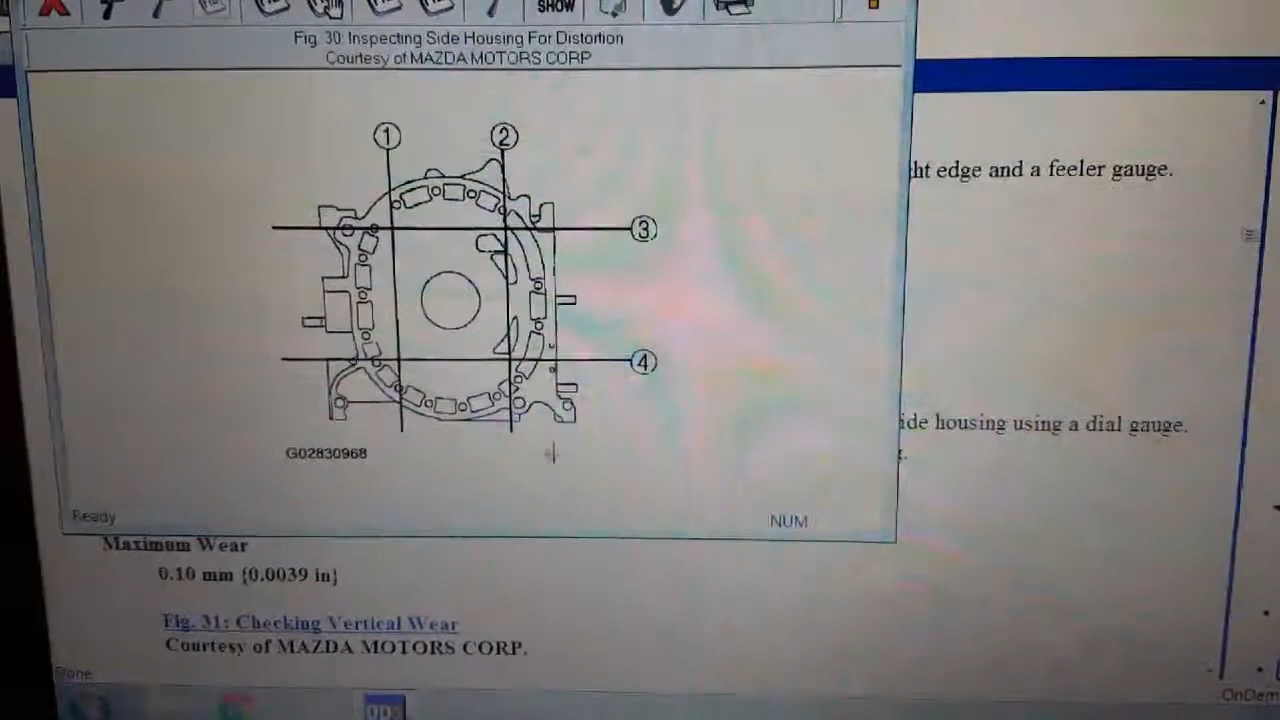 SHOW
Fig. 30: Inspecting Side Housing For Distortion
Courtesy of MAZDA MOTORS CORP
1
2
ht edge and a feeler gauge.
3
4
ide housing using a dial gauge.
G02830968
Ready
NUM
Maximum Wear
0.10 mm {0.0039 in}
Fig. 31: Checking Vertical Wear
Courtesy of MAZDA MOTORS CORP.
Done
OnDem